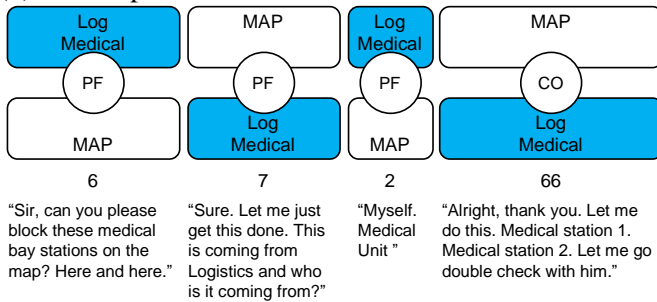 Log
Medical
PF
MAP
6
“Sir, can you please
block these medical
bay stations on the
map? Here and here.”
MAP
PF
Log
Medical
7
“Sure. Let me just
get this done. This
is coming from
Logistics and who
is it coming from?”
Log
Medical
PF
MAP
2
“Myself.
Medical
Unit ”
MAP
CO
Log
Medical
66
“Alright, thank you. Let me
do this. Medical station 1.
Medical station 2. Let me go
double check with him.”